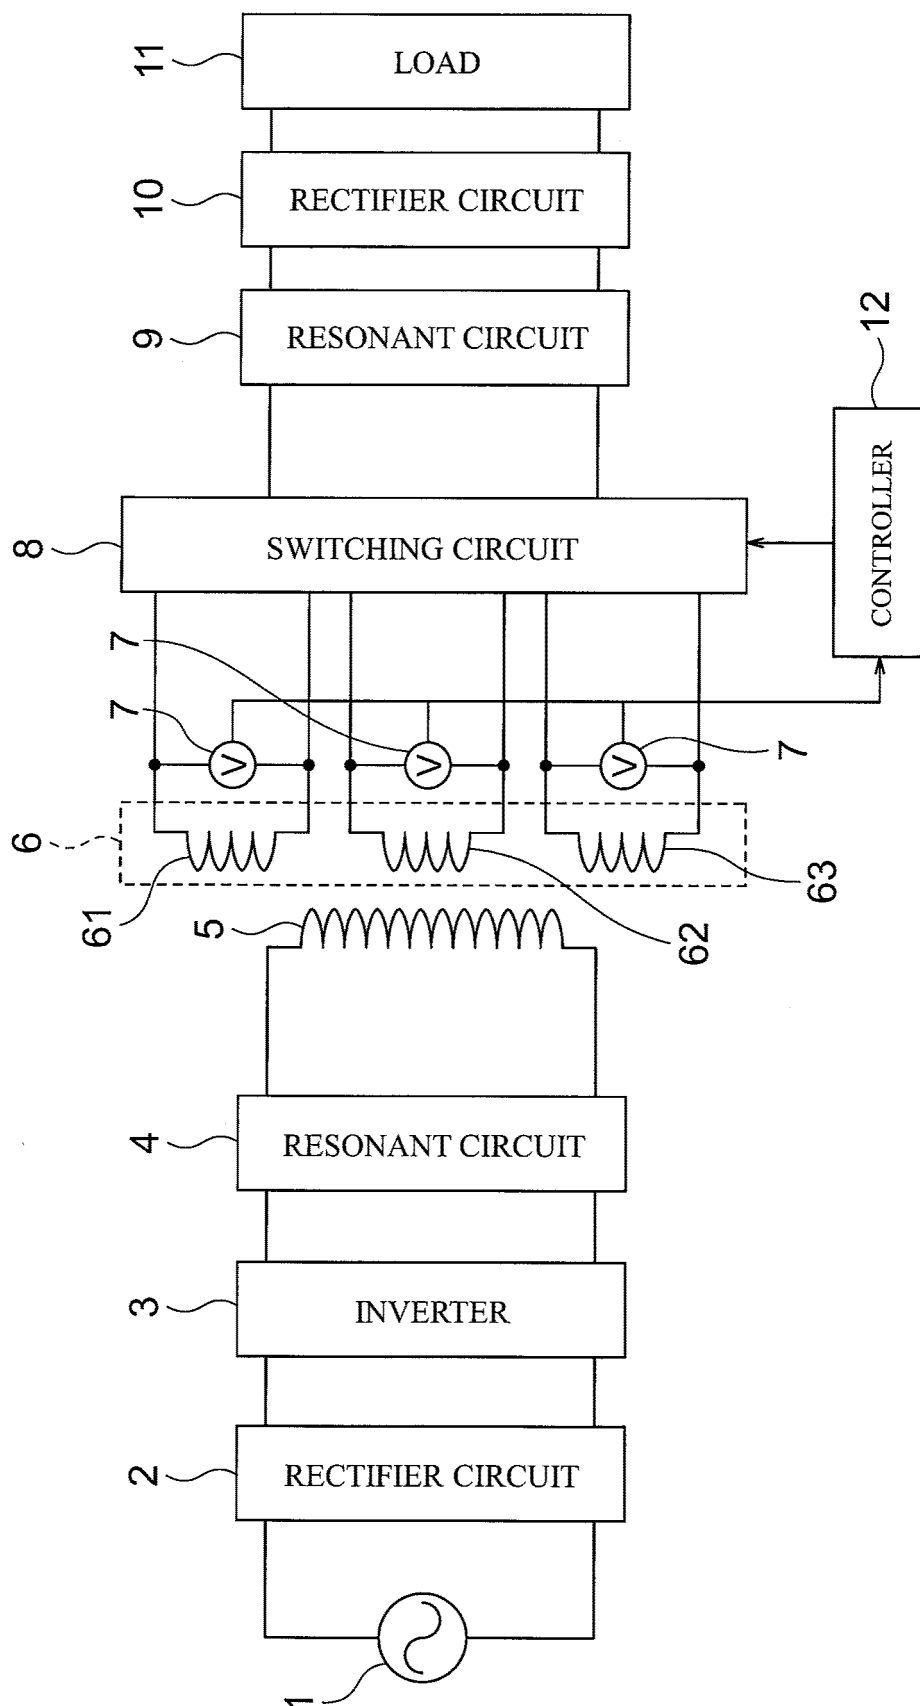 11
LOAD
10
RECTIFIER CIRCUIT
9
RESONANT CIRCUIT
12
CONTROLLER
8
SWITCHING CIRCUIT
7
7
7
V
V
V
6
61
62
63
5
4
RESONANT CIRCUIT
3
INVERTER
2
RECTIFIER CIRCUIT
1